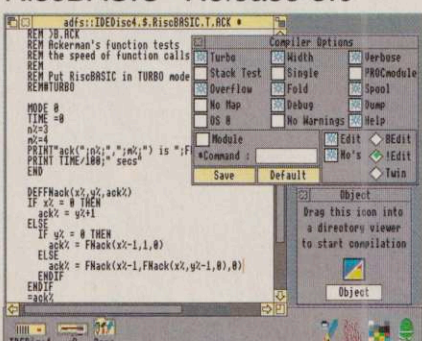 adfs::IDEDisc4.$.RiscBASIC.T.ACK *
REM >B.ACK
REM Ackerman's function tests
REM the speed of function calls
REM
REM Put RiscBASIC in TURBO mode
REM#TURBO
MODE 0
TIME =0
n%=3
m%=4
PRINT"ack(";n%;",";m%;") is ";F
PRINT TIME/100;" secs"
END
DEFFNack(x%,y%,ack%)
IF x% = 0 THEN
ack% = y%+1
ELSE
IF y% = 0 THEN
ack% = FNack(x%-1,1,0)
ELSE
ack% = FNack(x%-1,FNack(x%,y%-1,0),0)
ENDIF
ENDIF
=ack%
Compiler Options
Turbo Width Verbose
Stack Test Single PROCmodule
Overflow Fold Spool
No Map Debug Dump
OS 0 No Warnings Help
Module Edit BEdit
*Command : No's !Edit
Save Default Twin
Object
Drag this icon into
a directory viewer
to start compilation
Object